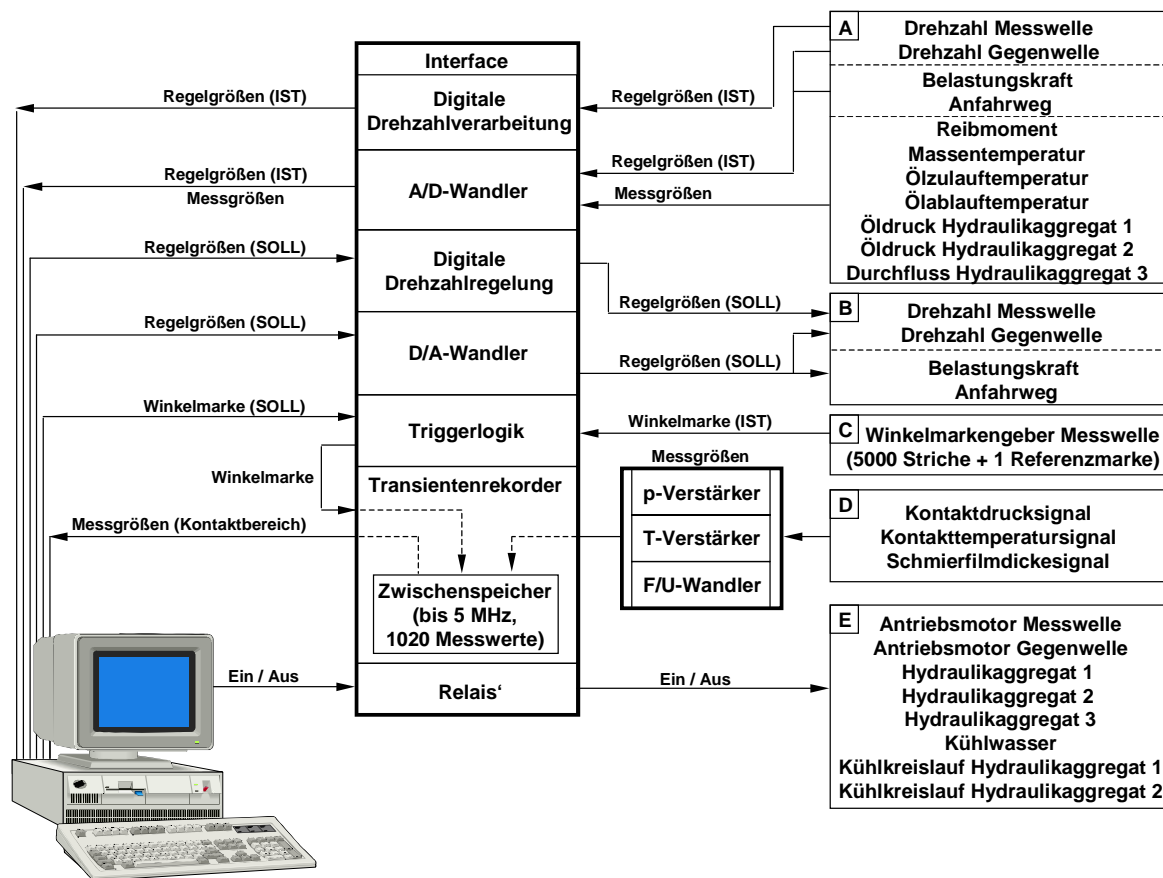 Interface
Digitale
Drehzahlverarbeitung
A/D-Wandler
Digitale
Drehzahlregelung
D/A-Wandler
Triggerlogik
Transientenrekorder
Zwischenspeicher
(bis 5 MHz,
1020 Messwerte)
Relais‘
Regelgrößen (IST)
Regelgrößen (IST)
Messgrößen
Regelgrößen (SOLL)
Regelgrößen (SOLL)
Winkelmarke (SOLL)
Winkelmarke
Messgrößen (Kontaktbereich)
Ein / Aus
Regelgrößen (IST)
Regelgrößen (IST)
Messgrößen
Regelgrößen (SOLL)
Regelgrößen (SOLL)
Winkelmarke (IST)
Messgrößen
p-Verstärker
T-Verstärker
F/U-Wandler
Ein / Aus
A
Drehzahl Messwelle
Drehzahl Gegenwelle
Belastungskraft
Anfahrweg
Reibmoment
Massentemperatur
Ölzulauftemperatur
Ölablauftemperatur
Öldruck Hydraulikaggregat 1
Öldruck Hydraulikaggregat 2
Durchfluss Hydraulikaggregat 3
B
Drehzahl Messwelle
Drehzahl Gegenwelle
Belastungskraft
Anfahrweg
C
Winkelmarkengeber Messwelle
(5000 Striche + 1 Referenzmarke)
D
Kontaktdrucksignal
Kontakttemperatursignal
Schmierfilmdickesignal
E
Antriebsmotor Messwelle
Antriebsmotor Gegenwelle
Hydraulikaggregat 1
Hydraulikaggregat 2
Hydraulikaggregat 3
Kühlwasser
Kühlkreislauf Hydraulikaggregat 1
Kühlkreislauf Hydraulikaggregat 2